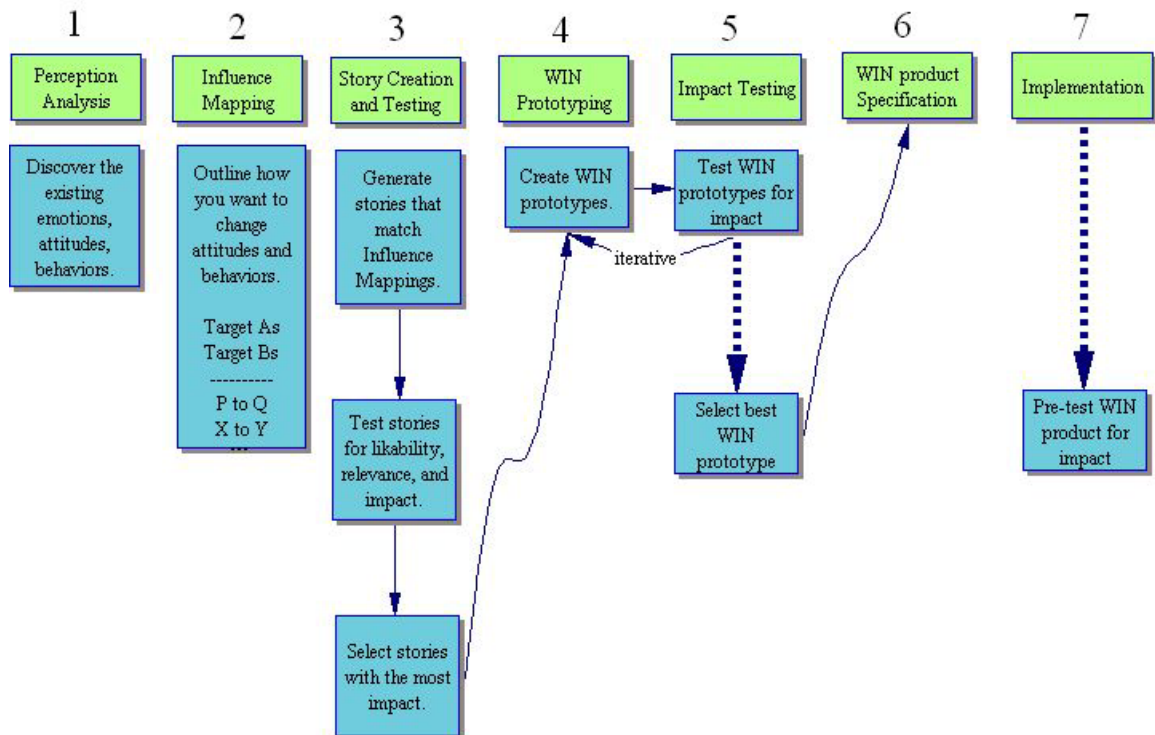 1
2
3
4
5
6
7
Perception
Analysis
Influence
Mapping
Story Creation
and Testing
WIN
Prototyping
Impact Testing
WIN product
Specification
Implementation
Discover the
existing
emotions,
attitudes,
behaviors.
Outline how
you want to
change
attitudes and
behaviors.
Target As
Target Bs
----------
P to Q
X to Y
...
Generate
stories that
match
Influence
Mappings.
Test stories
for likability,
relevance, and
impact.
Select stories
with the most
impact.
Create WIN
prototypes.
iterative
Test WIN
prototypes for
impact
Select best
WIN
prototype
Pre-test WIN
product for
impact